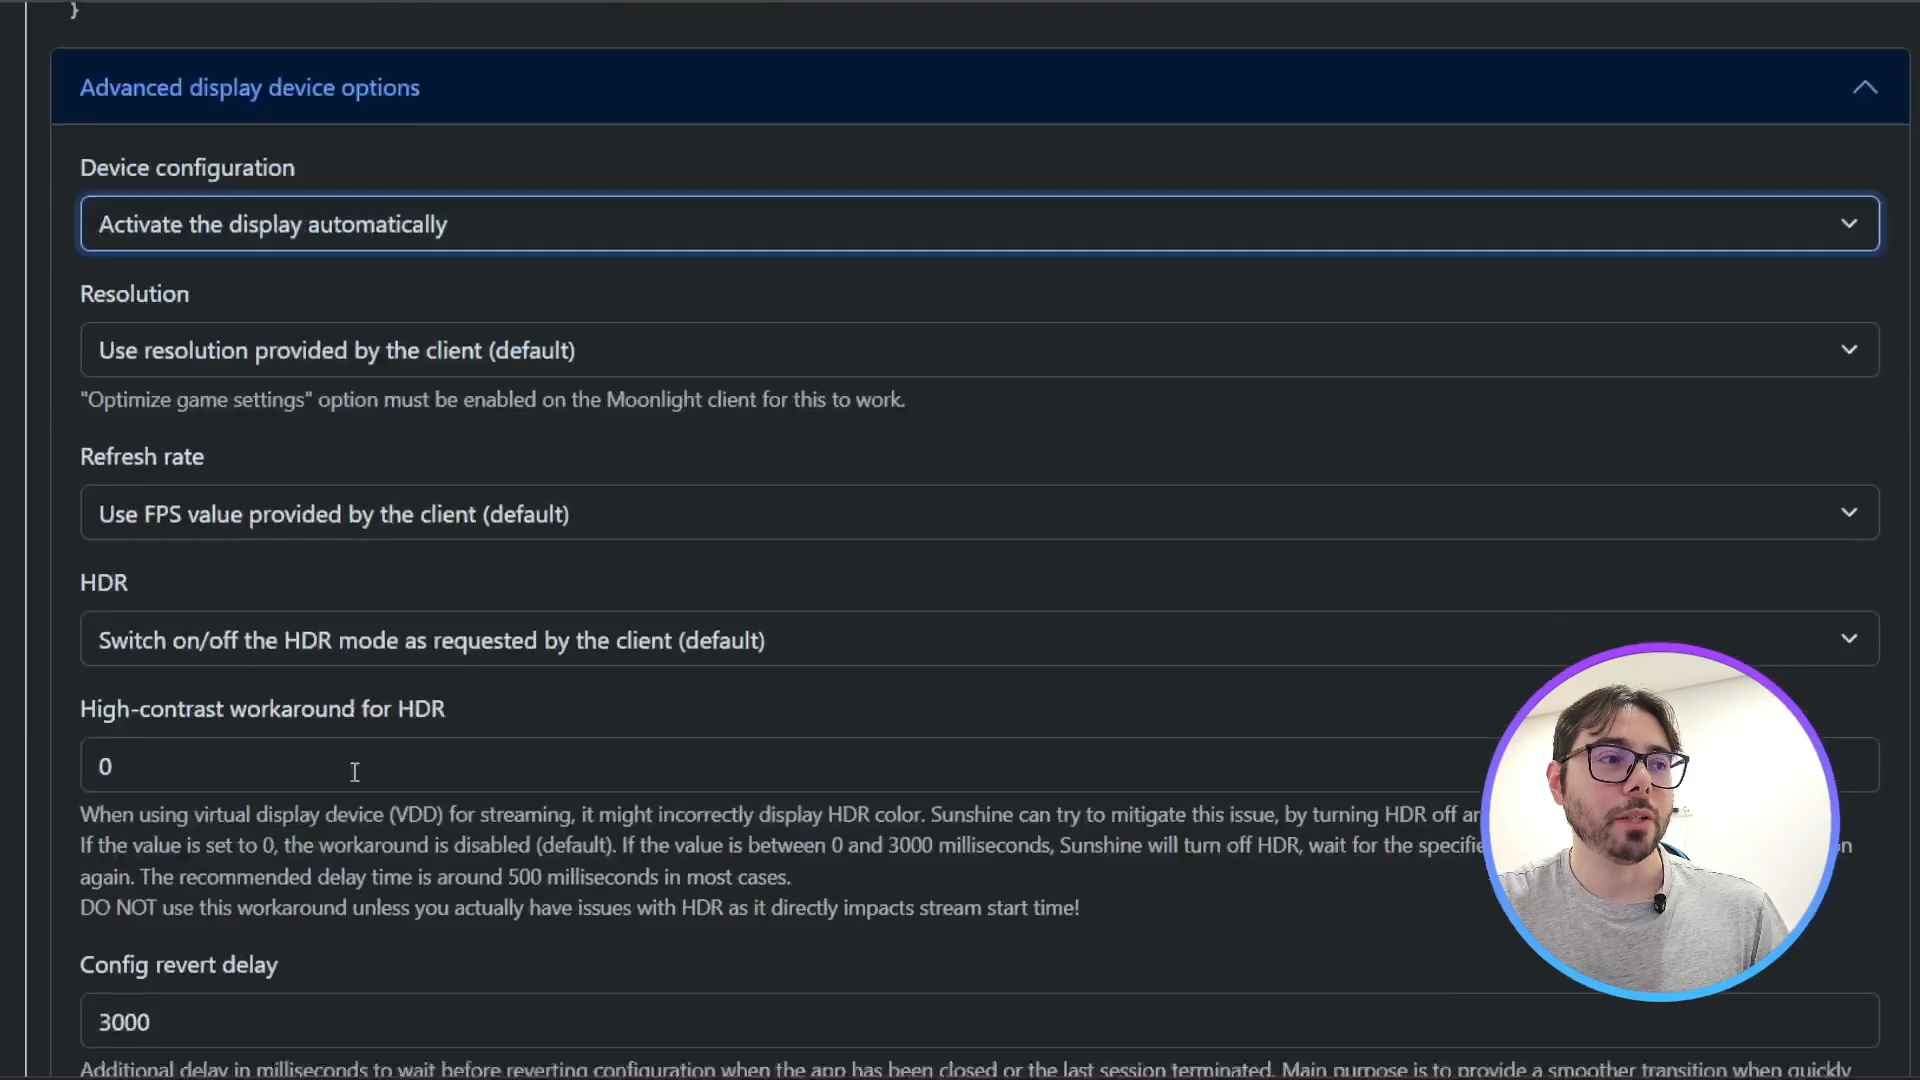 }
Advanced display device options
Device configuration
Activate the display automatically
Resolution
Use resolution provided by the client (default)
"Optimize game settings" option must be enabled on the Moonlight client for this to work.
Refresh rate
Use FPS value provided by the client (default)
HDR
Switch on/off the HDR mode as requested by the client (default)
High-contrast workaround for HDR
0
When using virtual display device (VDD) for streaming, it might incorrectly display HDR color. Sunshine can try to mitigate this issue, by turning HDR off
If the value is set to 0, the workaround is disabled (default). If the value is between 0 and 3000 milliseconds, Sunshine will turn off HDR, wait for the
again. The recommended delay time is around 500 milliseconds in most cases.
DO NOT use this workaround unless you actually have issues with HDR as it directly impacts stream start time!
Config revert delay
3000
Additional delay in milliseconds to wait before reverting configuration when the app has been closed or the last session terminated. Main purpose is to provide a smoother transition when quickly